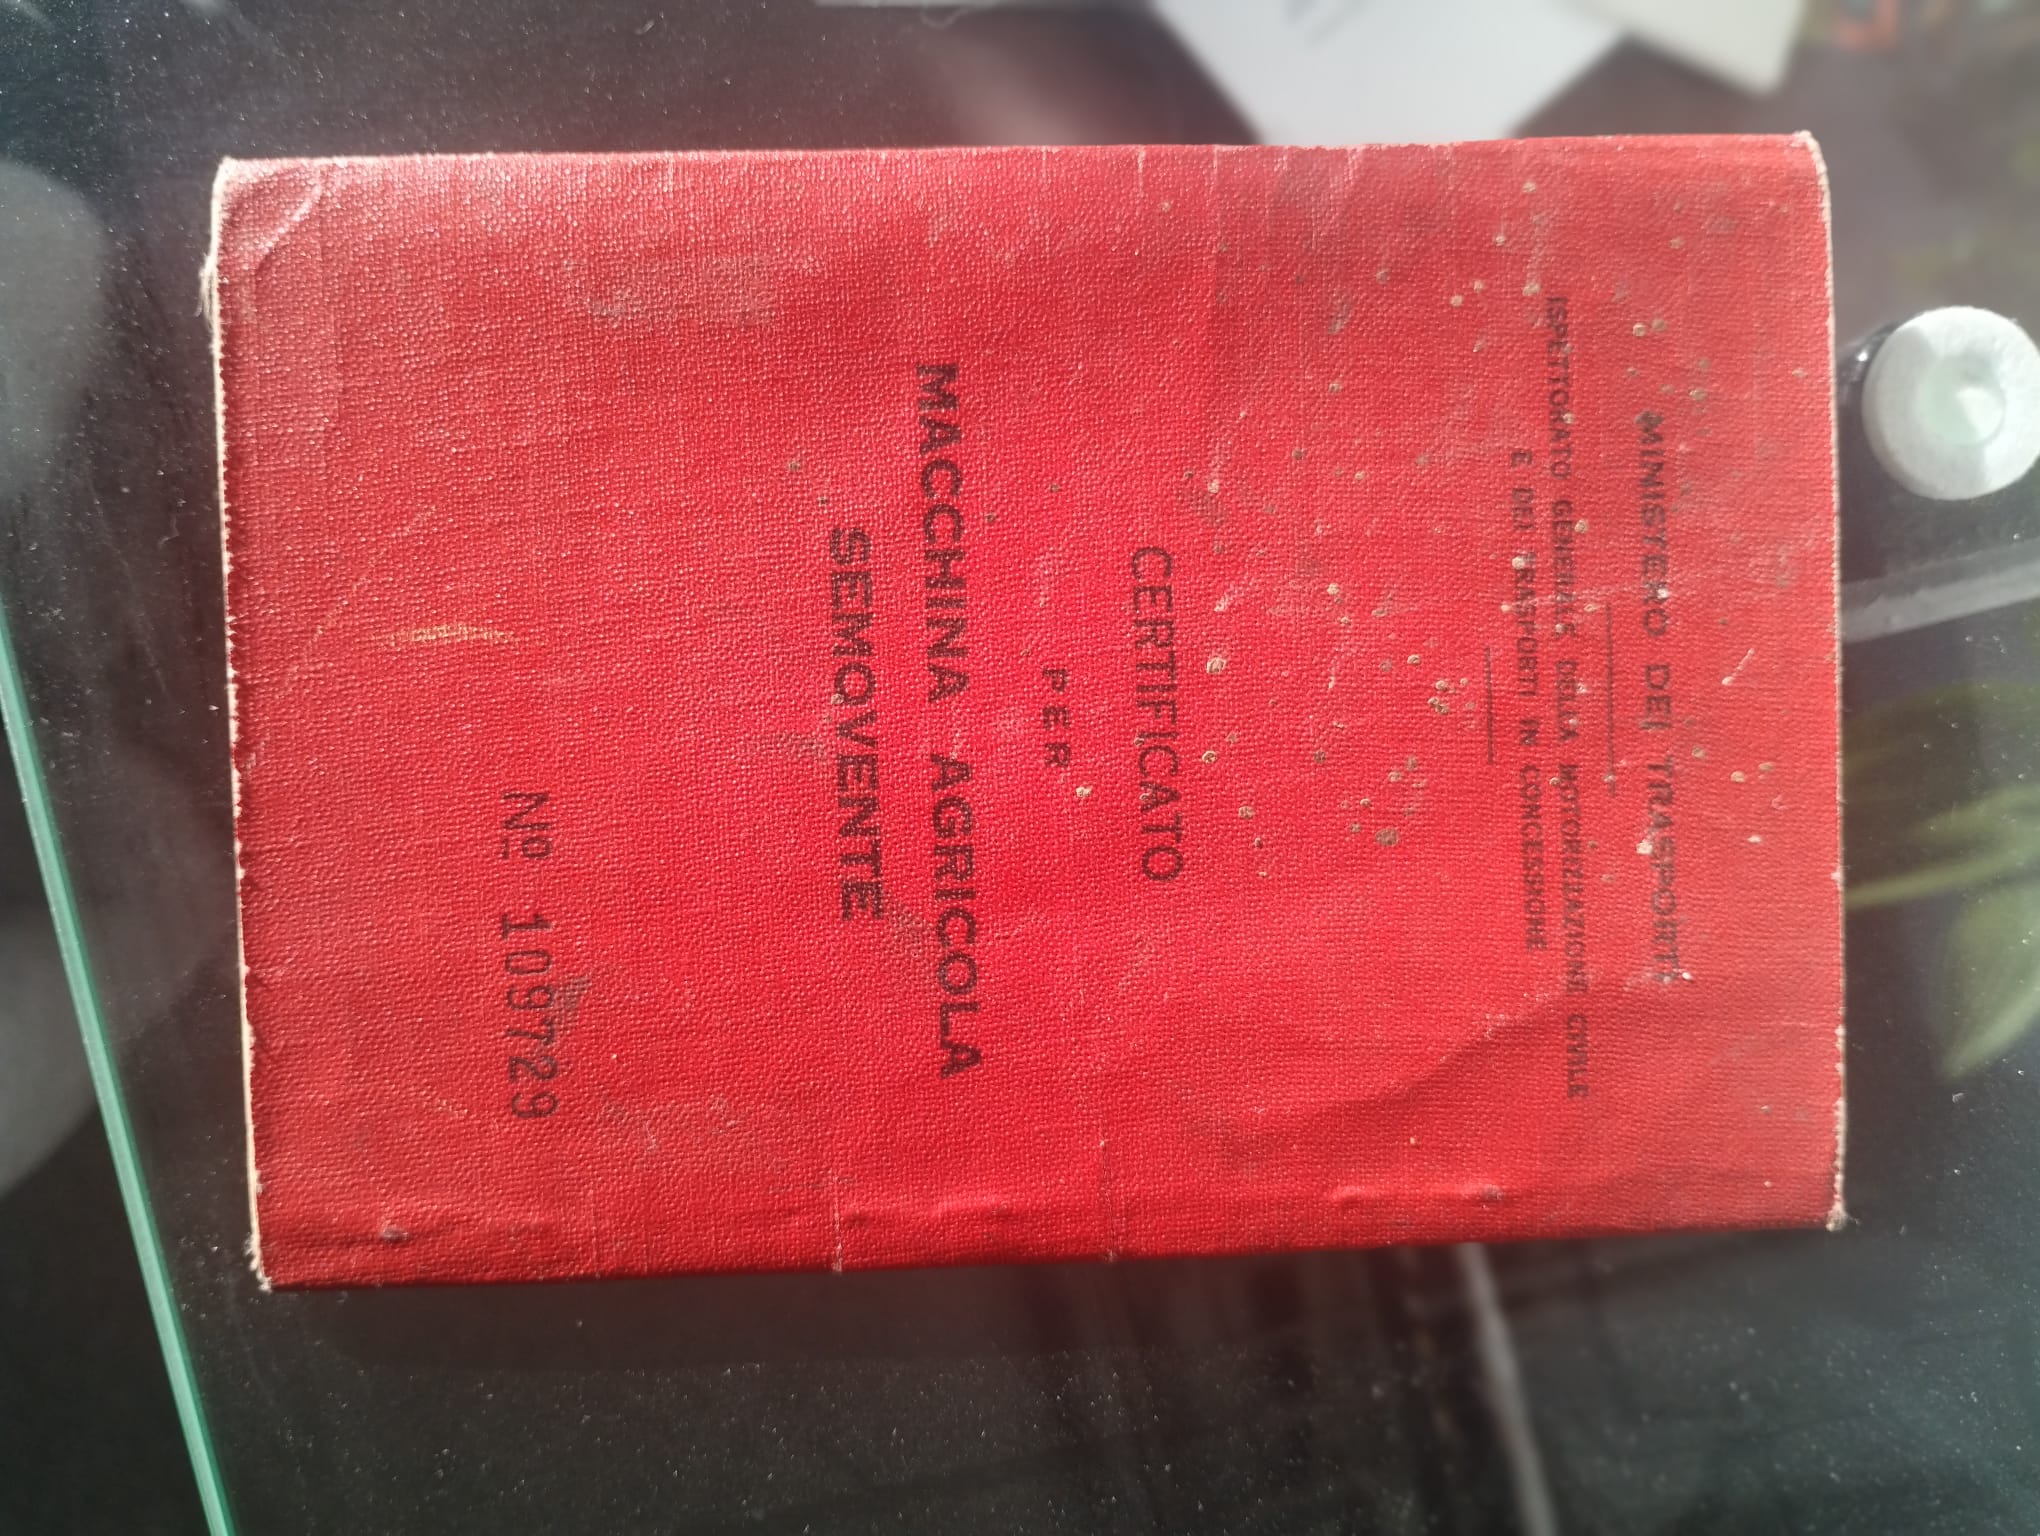 MINISTERO DEI TRASPORTI
ISPETTORATO GENERALE DELLA MOTORIZZAZIONE CIVILE
E DEI TRASPORTI IN CONCESSIONE
CERTIFICATO
PER
MACCHINA AGRICOLA
SEMOVENTE
Nº 109729